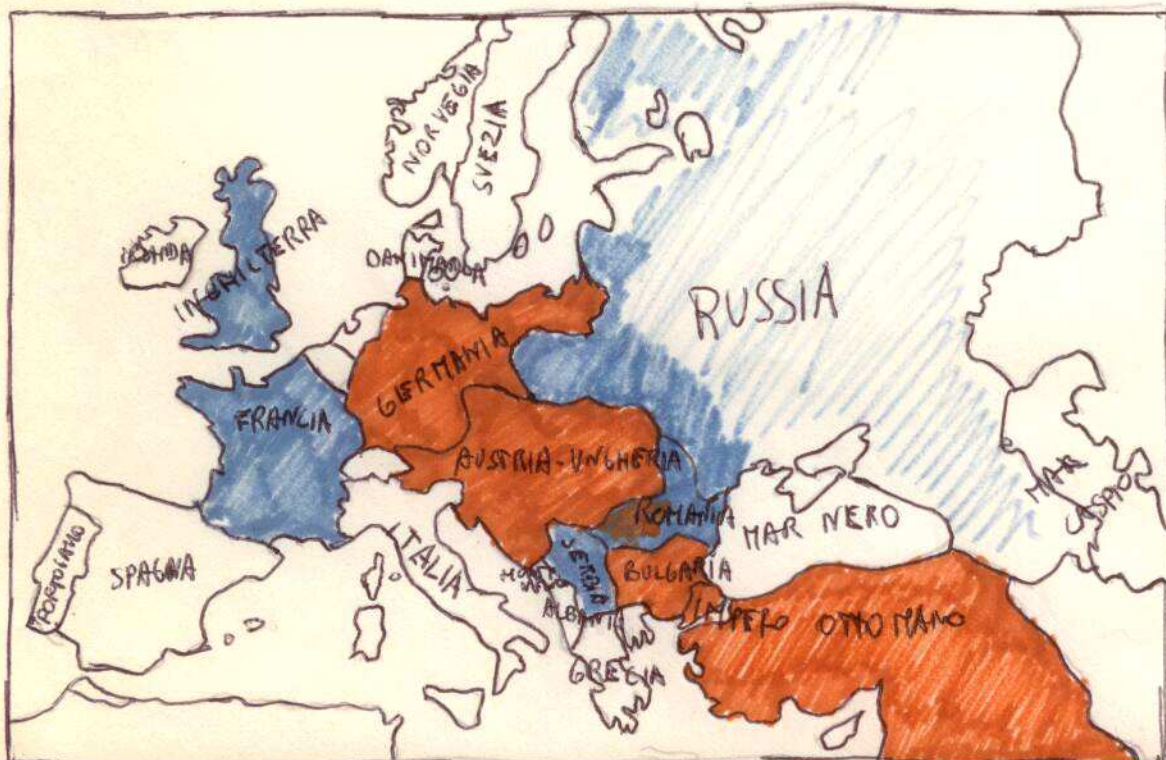 NORVEGIA
SVEZIA
INGHILTERRA
DANIMARCA
RUSSIA
GERMANIA
FRANCIA
AUSTRIA-UNGHERIA
MAR CASPIO
ROMANIA
MAR NERO
ITALIA
SERBIA
BULGARIA
PORTOGALLO
SPAGNA
ALBANIA
IMPERO OTTOMANO
GRECIA